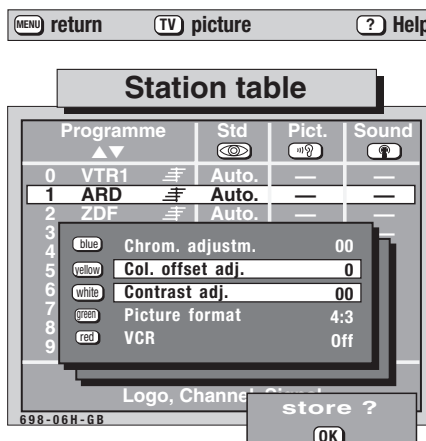 MENU return TV picture ? Help
Station table
Programme Std Pict. Sound
0 VTR1 Auto. — —
1 ARD Auto. — —
2 ZDF Auto. — —
3
4 blue Chrom. adjustm. 00
5 yellow Col. offset adj. 0
6 white Contrast adj. 00
7 green Picture format 4:3
8 red VCR Off
9
Logo, Channel, Signal
store ?
698-06H-GB
OK